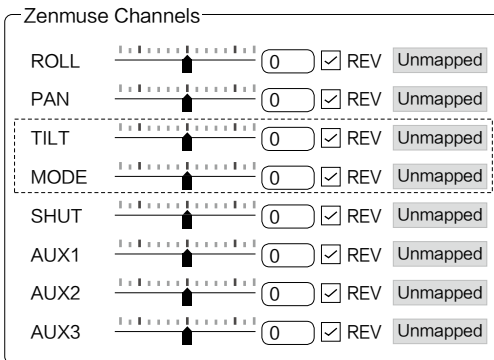 Zenmuse Channels
ROLL 0 REV Unmapped
PAN 0 REV Unmapped
TILT 0 REV Unmapped
MODE 0 REV Unmapped
SHUT 0 REV Unmapped
AUX1 0 REV Unmapped
AUX2 0 REV Unmapped
AUX3 0 REV Unmapped